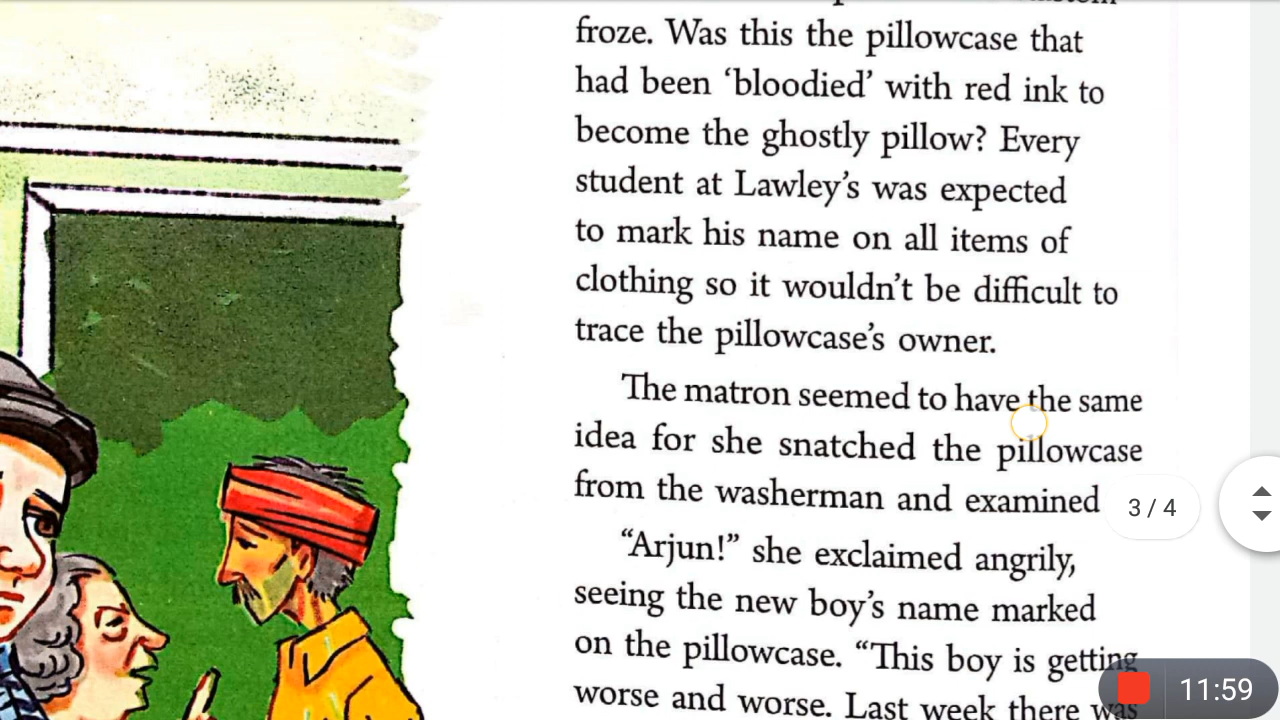 froze. Was this the pillowcase that
had been ‘bloodied’ with red ink to
become the ghostly pillow? Every
student at Lawley’s was expected
to mark his name on all items of
clothing so it wouldn’t be difficult to
trace the pillowcase’s owner.
The matron seemed to have the same
idea for she snatched the pillowcase
from the washerman and examined
3 / 4
“Arjun!” she exclaimed angrily,
seeing the new boy’s name marked
on the pillowcase. “This boy is getting
worse and worse. Last week there was
11:59